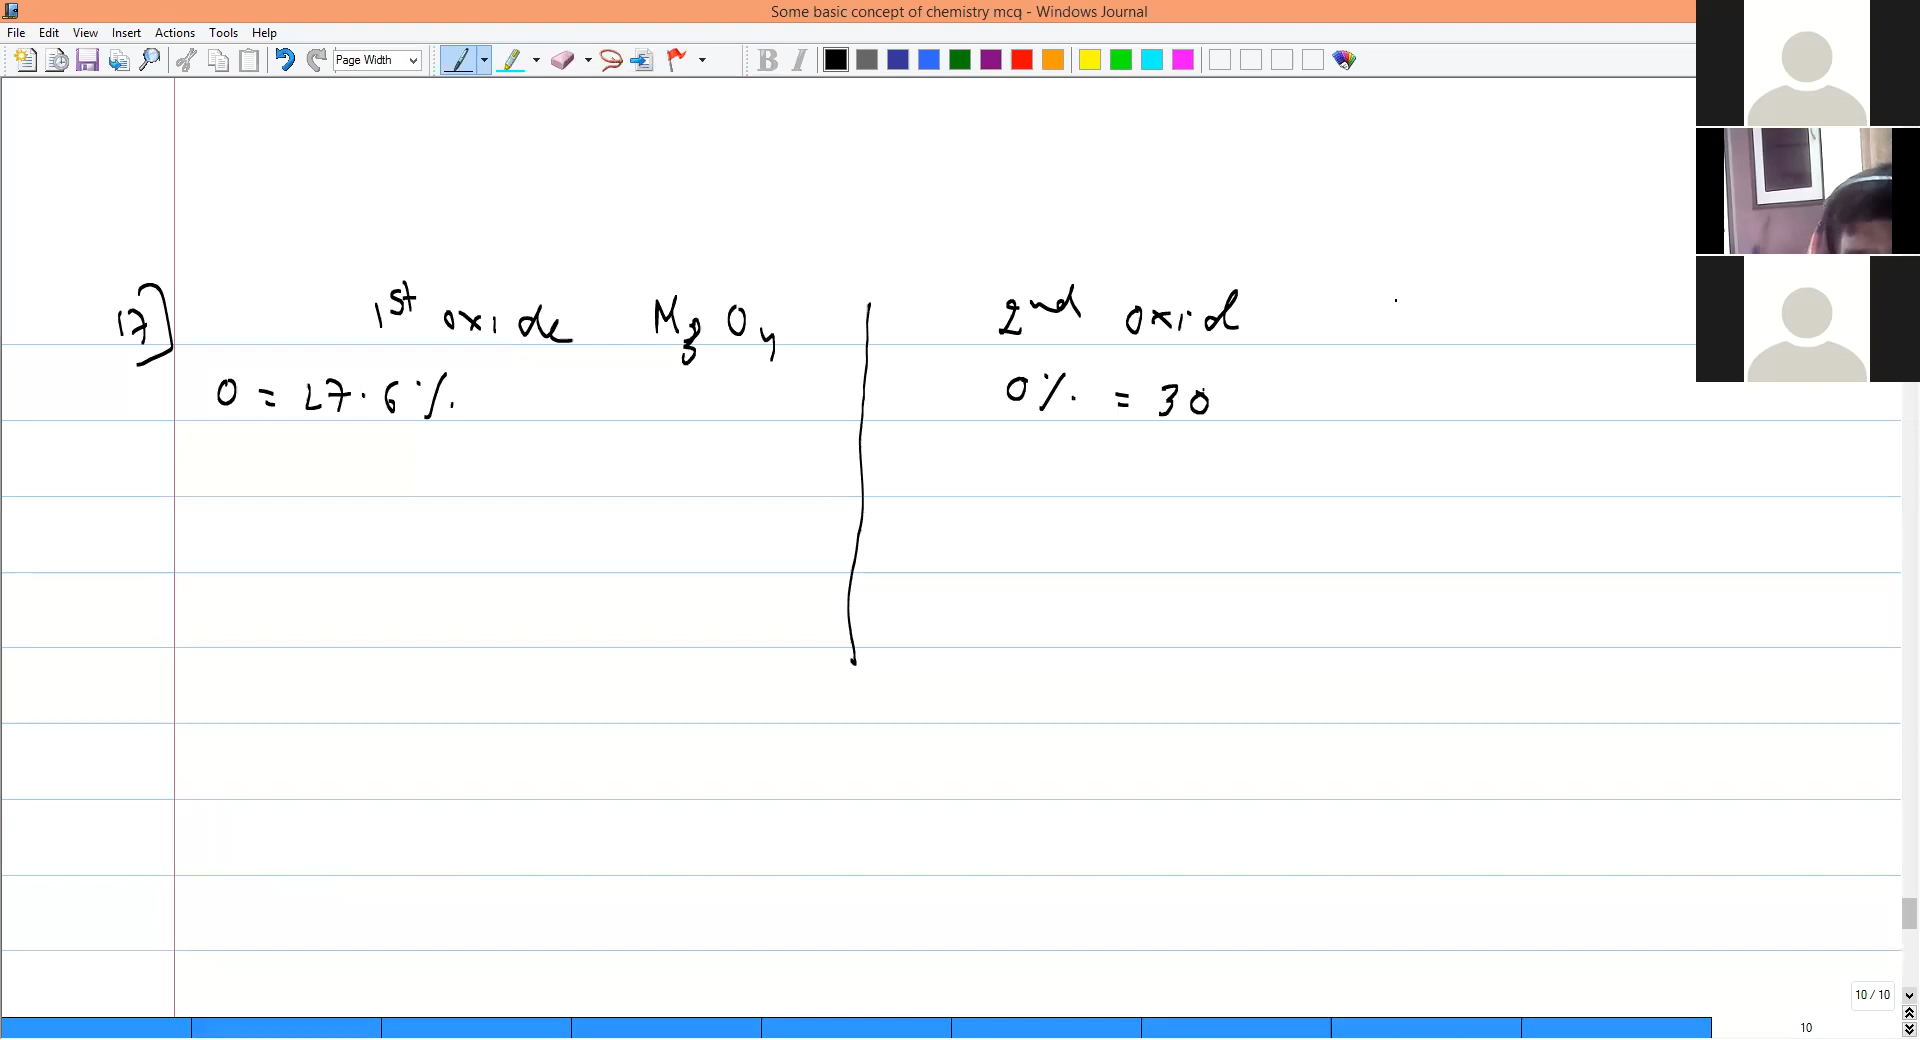 Some basic concept of chemistry mcq - Windows Journal
File Edit View Insert Actions Tools Help
Page Width
B I
17] 1st oxide M3O4 2nd oxid
O = 27.6%. O%. = 30
10 / 10
10